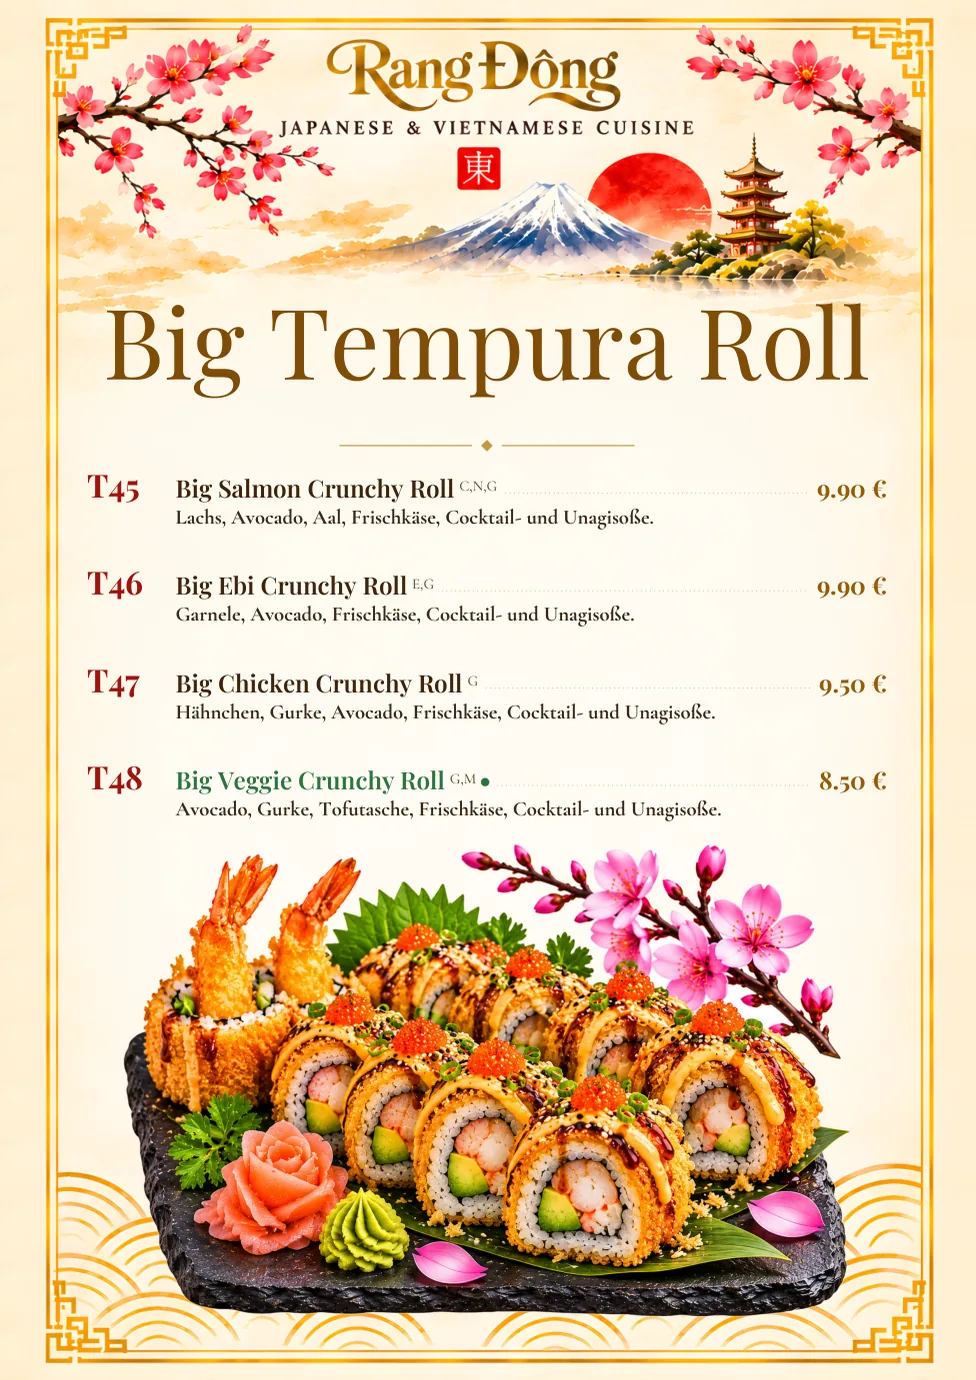 Rang Đông
JAPANESE & VIETNAMESE CUISINE
東
Big Tempura Roll
T45 Big Salmon Crunchy Roll C,N,G 9.90 €
Lachs, Avocado, Aal, Frischkäse, Cocktail- und Unagisoße.
T46 Big Ebi Crunchy Roll E,G 9.90 €
Garnele, Avocado, Frischkäse, Cocktail- und Unagisoße.
T47 Big Chicken Crunchy Roll G 9.50 €
Hähnchen, Gurke, Avocado, Frischkäse, Cocktail- und Unagisoße.
T48 Big Veggie Crunchy Roll G,M ● 8.50 €
Avocado, Gurke, Tofutasche, Frischkäse, Cocktail- und Unagisoße.